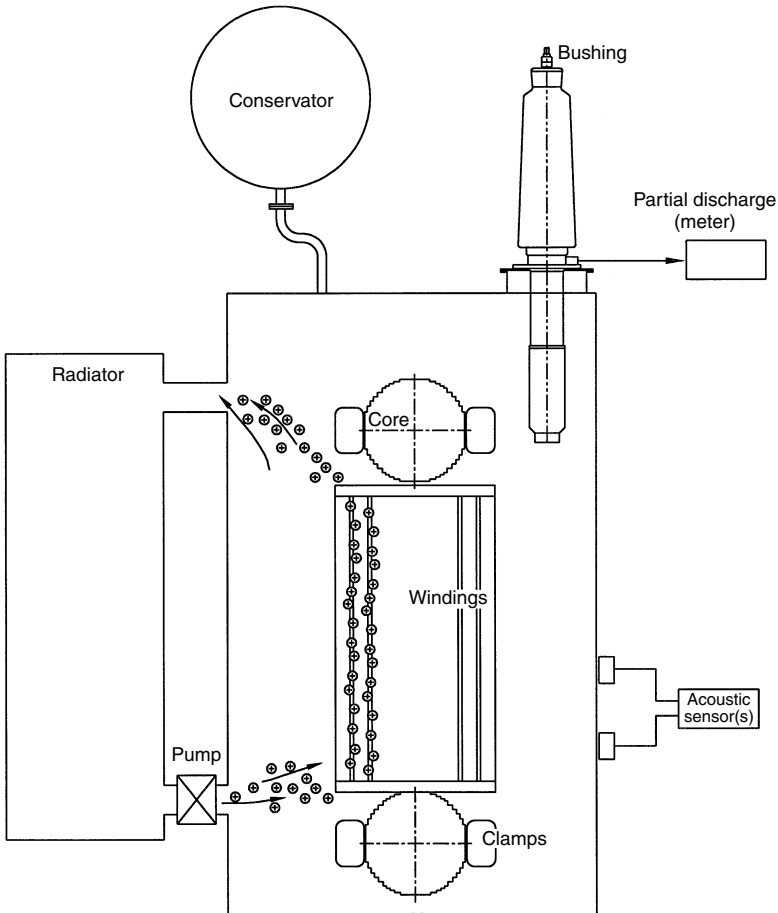 Bushing
Conservator
Partial discharge
(meter)
Radiator
Core
Windings
Acoustic
sensor(s)
Pump
Clamps